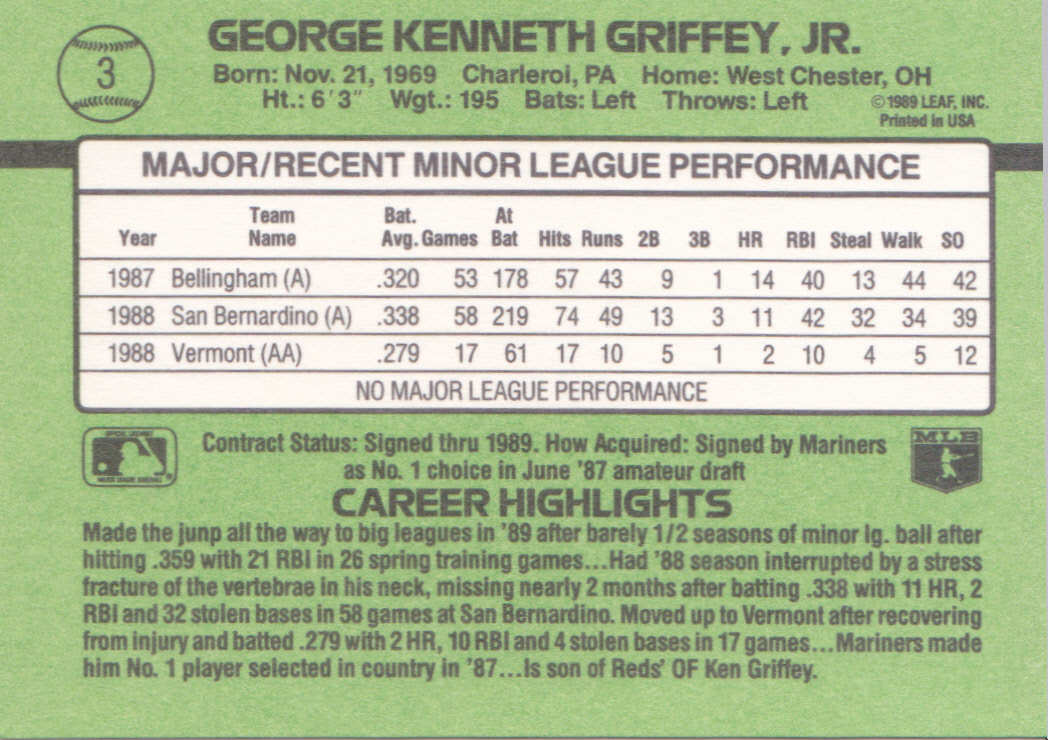 3
GEORGE KENNETH GRIFFEY, JR.
Born: Nov. 21, 1969 Charleroi, PA Home: West Chester, OH
Ht.: 6'3" Wgt.: 195 Bats: Left Throws: Left
©1989 LEAF, INC.
Printed in USA
MAJOR/RECENT MINOR LEAGUE PERFORMANCE
Year Team Name Bat. Avg. Games At Bat Hits Runs 2B 3B HR RBI Steal Walk SO
1987 Bellingham (A) .320 53 178 57 43 9 1 14 40 13 44 42
1988 San Bernardino (A) .338 58 219 74 49 13 3 11 42 32 34 39
1988 Vermont (AA) .279 17 61 17 10 5 1 2 10 4 5 12
NO MAJOR LEAGUE PERFORMANCE
Contract Status: Signed thru 1989. How Acquired: Signed by Mariners
as No. 1 choice in June '87 amateur draft
MLB
CAREER HIGHLIGHTS
Made the junp all the way to big leagues in '89 after barely 1/2 seasons of minor lg. ball after
hitting .359 with 21 RBI in 26 spring training games...Had '88 season interrupted by a stress
fracture of the vertebrae in his neck, missing nearly 2 months after batting .338 with 11 HR, 2
RBI and 32 stolen bases in 58 games at San Bernardino. Moved up to Vermont after recovering
from injury and batted .279 with 2 HR, 10 RBI and 4 stolen bases in 17 games...Mariners made
him No. 1 player selected in country in '87...Is son of Reds' OF Ken Griffey.